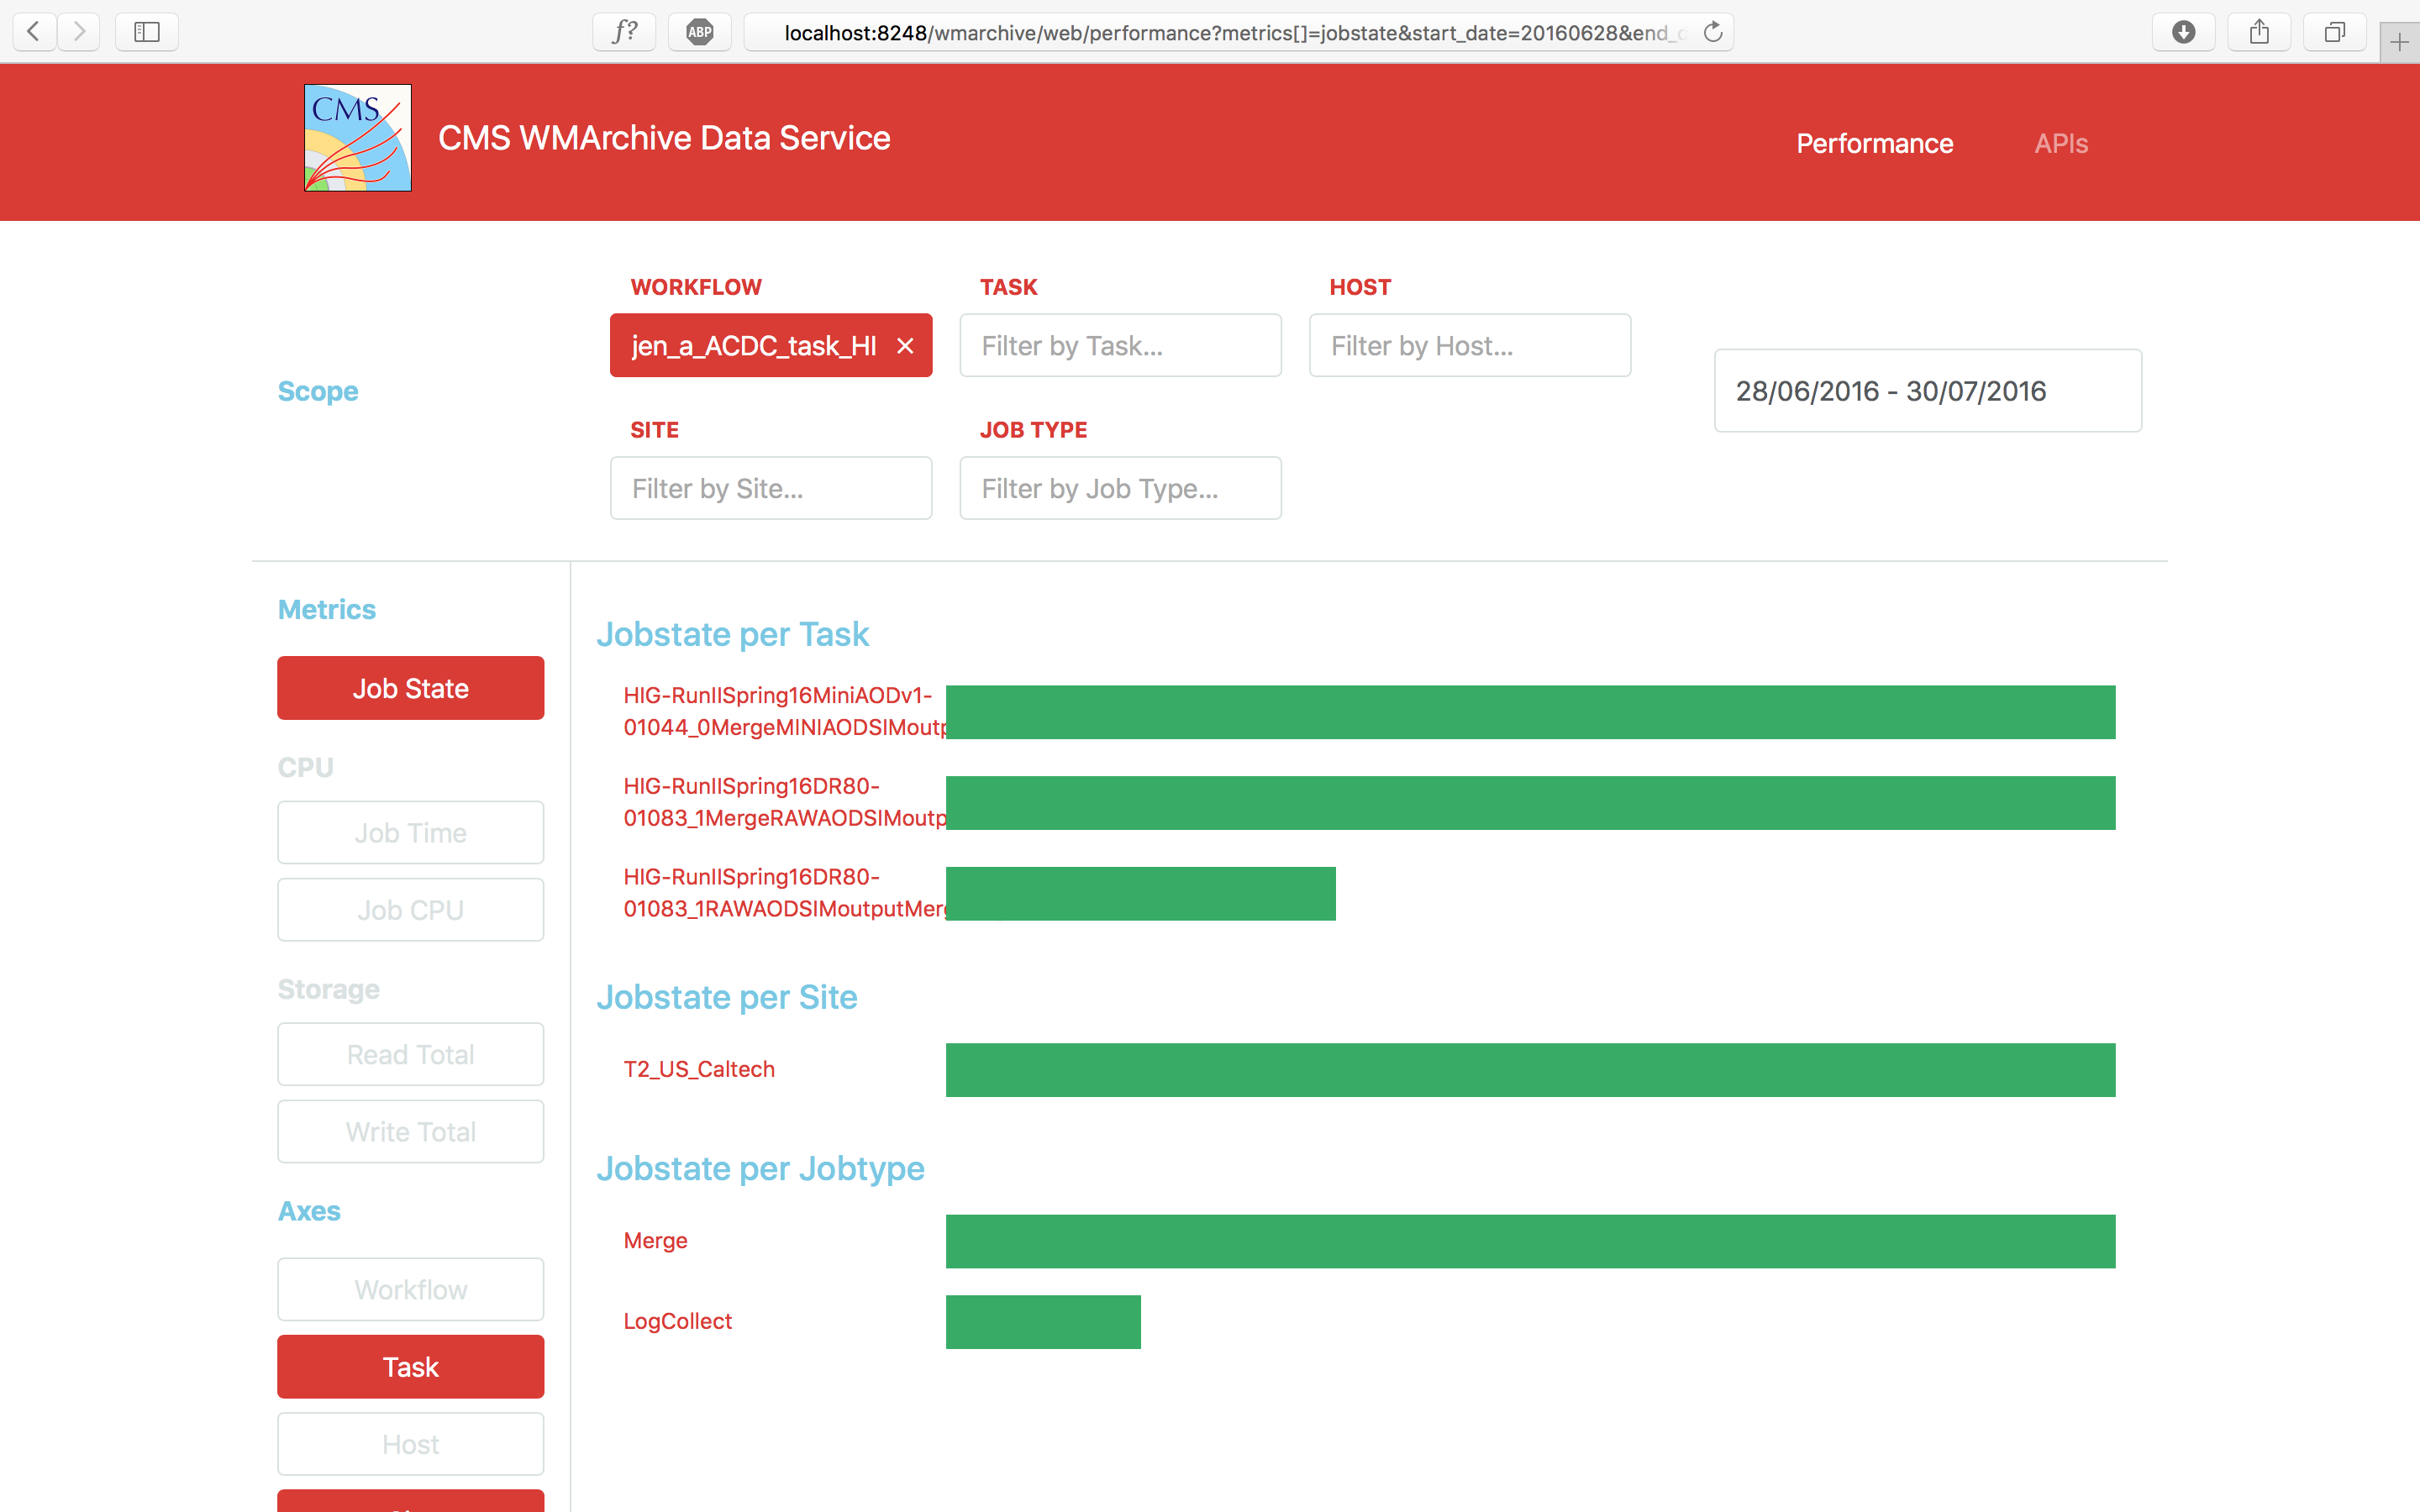 f?
ABP
localhost:8248/wmarchive/web/performance?metrics[]=jobstate&start_date=20160628&end_
CMS
CMS WMArchive Data Service
Performance
APIs
WORKFLOW
TASK
HOST
jen_a_ACDC_task_HI ×
Filter by Task...
Filter by Host...
Scope
28/06/2016 - 30/07/2016
SITE
JOB TYPE
Filter by Site...
Filter by Job Type...
Metrics
Job State
CPU
Job Time
Job CPU
Storage
Read Total
Write Total
Axes
Workflow
Task
Host
Jobstate per Task
HIG-RunIISpring16MiniAODv1-
01044_0MergeMINIAODSIMoutp
HIG-RunIISpring16DR80-
01083_1MergeRAWAODSIMoutp
HIG-RunIISpring16DR80-
01083_1RAWAODSIMoutputMerg
Jobstate per Site
T2_US_Caltech
Jobstate per Jobtype
Merge
LogCollect